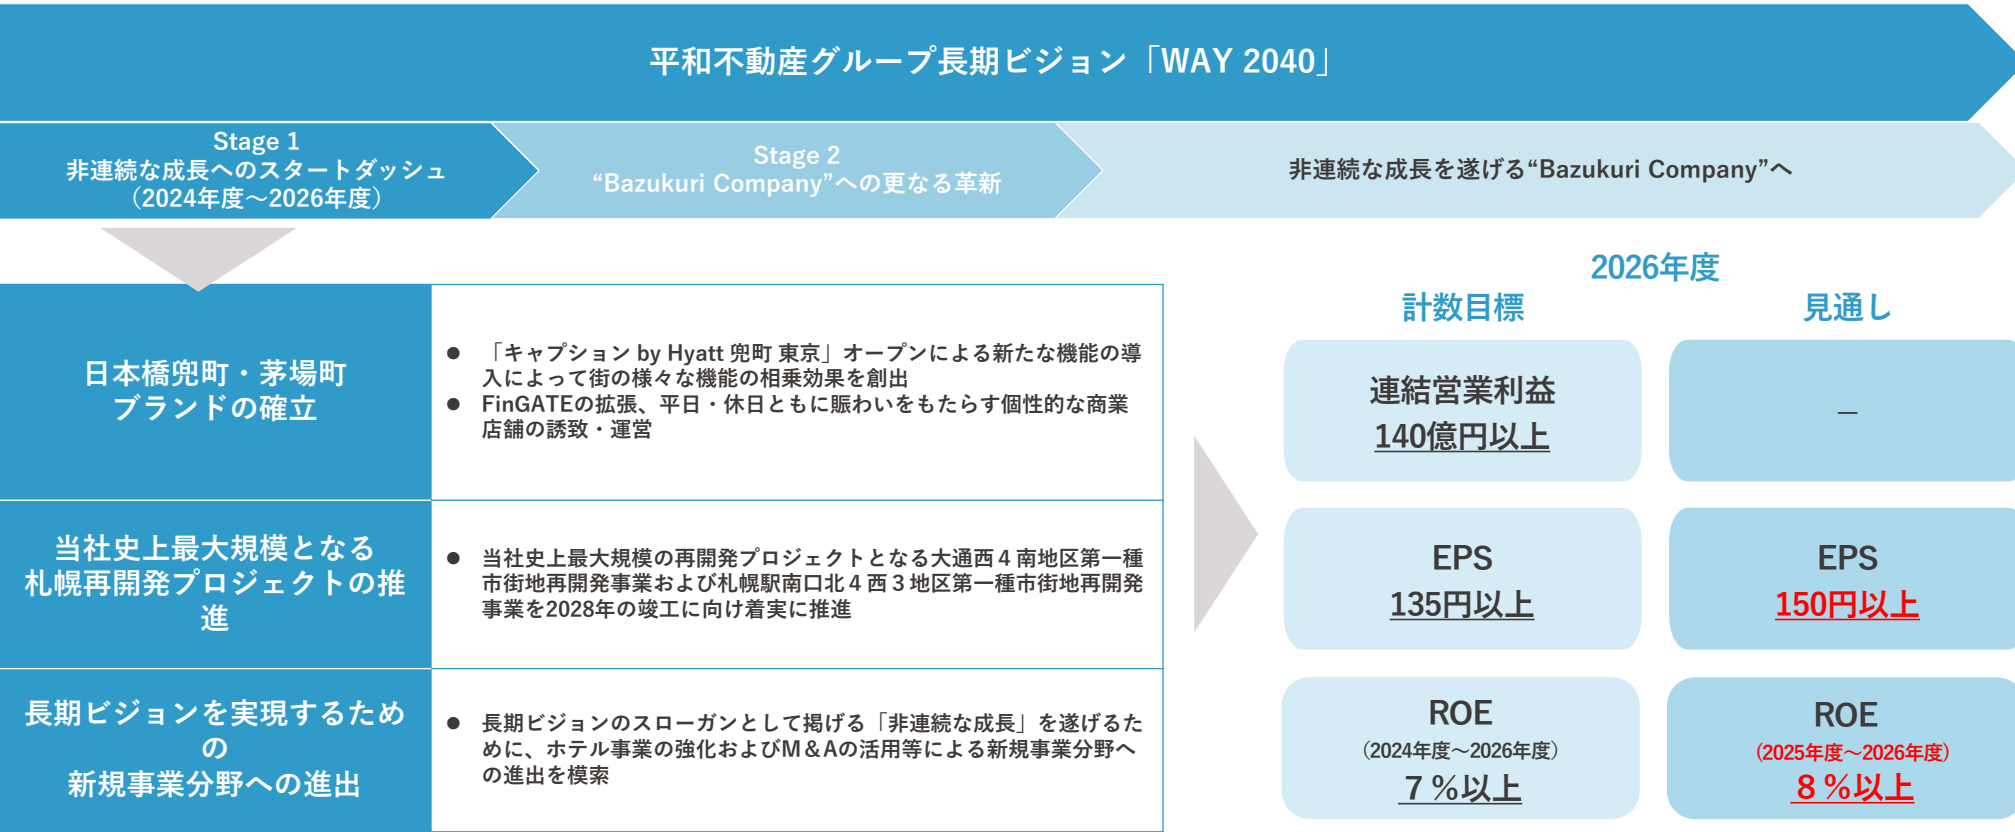 平和不動産グループ長期ビジョン「WAY 2040」
Stage 1
非連続な成長へのスタートダッシュ
（2024年度～2026年度）
Stage 2
“Bazukuri Company”への更なる革新
非連続な成長を遂げる“Bazukuri Company”へ
日本橋兜町・茅場町
ブランドの確立
● 「キャプション by Hyatt 兜町 東京」オープンによる新たな機能の導
入によって街の様々な機能の相乗効果を創出
● FinGATEの拡張、平日・休日ともに賑わいをもたらす個性的な商業
店舗の誘致・運営
当社史上最大規模となる
札幌再開発プロジェクトの推
進
● 当社史上最大規模の再開発プロジェクトとなる大通西４南地区第一種
市街地再開発事業および札幌駅南口北４西３地区第一種市街地再開発
事業を2028年の竣工に向け着実に推進
長期ビジョンを実現するため
の
新規事業分野への進出
● 長期ビジョンのスローガンとして掲げる「非連続な成長」を遂げるた
めに、ホテル事業の強化およびM＆Aの活用等による新規事業分野へ
の進出を模索
2026年度
計数目標
見通し
連結営業利益
140億円以上
―
EPS
135円以上
EPS
150円以上
ROE
（2024年度～2026年度）
７％以上
ROE
（2025年度～2026年度）
８％以上